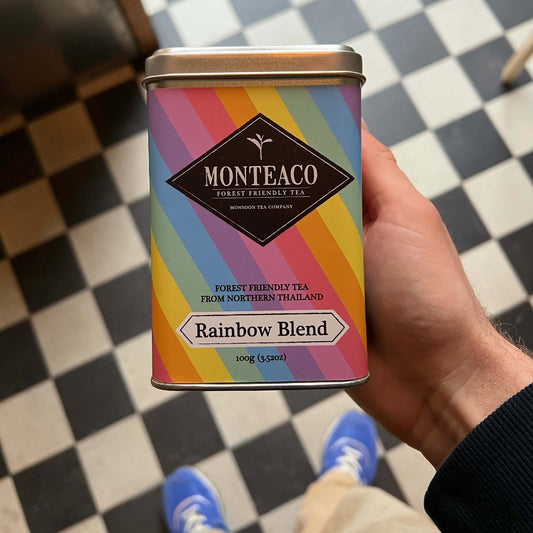 MONTEACO
FOREST FRIENDLY TEA
MONSOON TEA COMPANY
FOREST FRIENDLY TEA
FROM NORTHERN THAILAND
Rainbow Blend
100g (3.52oz)